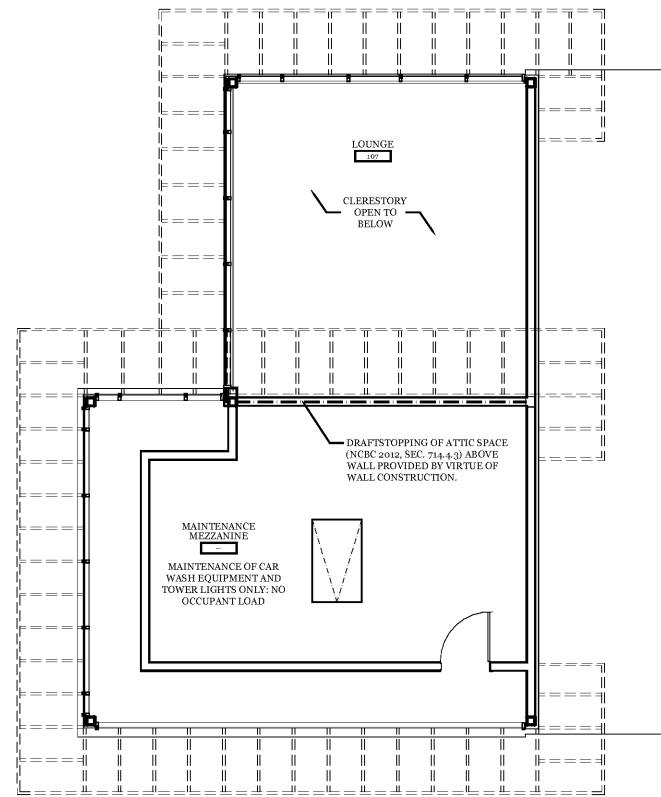 LOUNGE
107
CLERESTORY
OPEN TO
BELOW
DRAFTSTOPPING OF ATTIC SPACE
(NCBC 2012, SEC. 714.4.3) ABOVE
WALL PROVIDED BY VIRTUE OF
WALL CONSTRUCTION.
MAINTENANCE
MEZZANINE
--
MAINTENANCE OF CAR
WASH EQUIPMENT AND
TOWER LIGHTS ONLY: NO
OCCUPANT LOAD